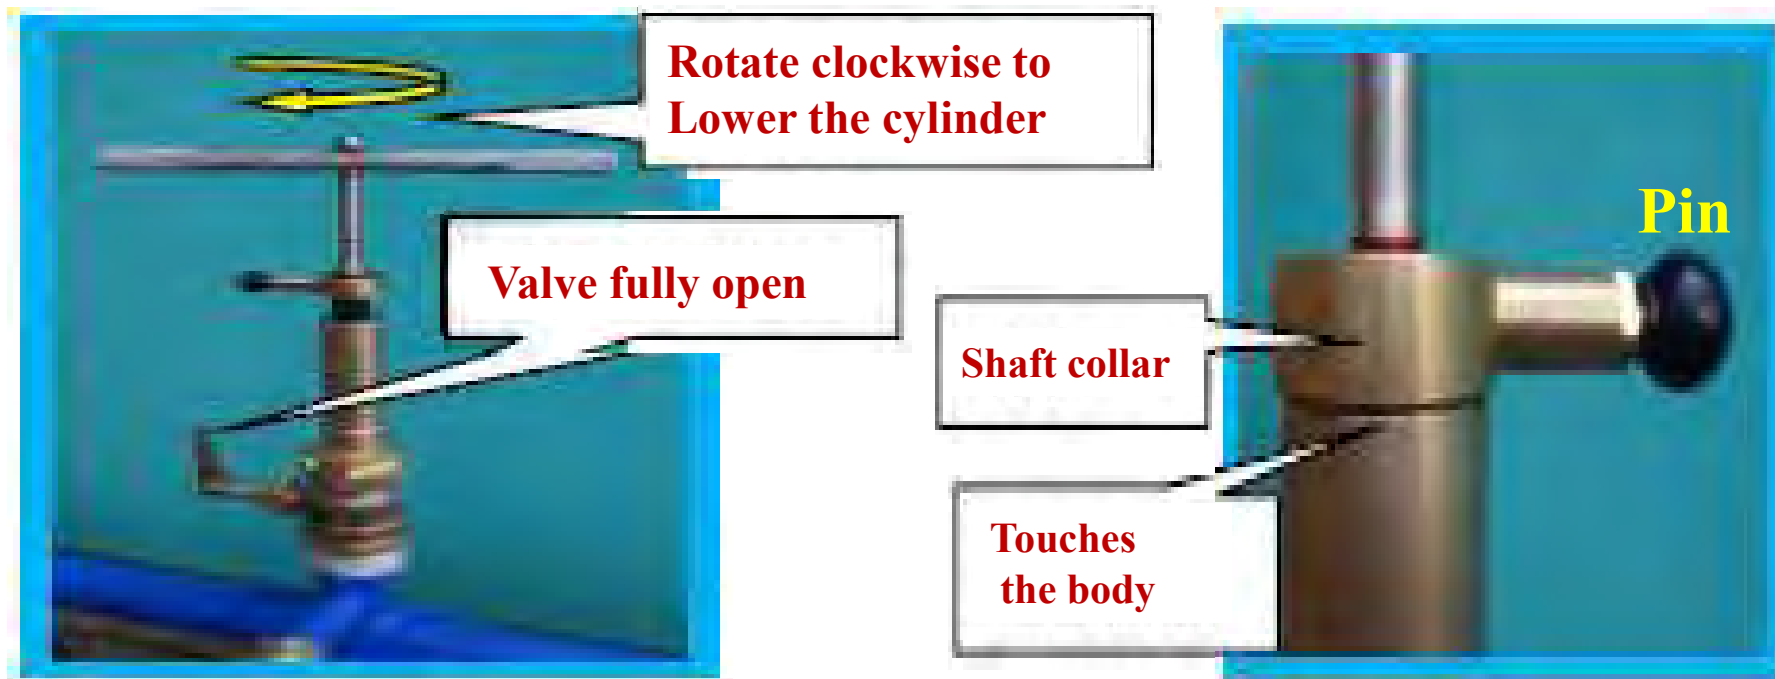 Rotate clockwise to
Lower the cylinder
Valve fully open
Pin
Shaft collar
Touches
the body